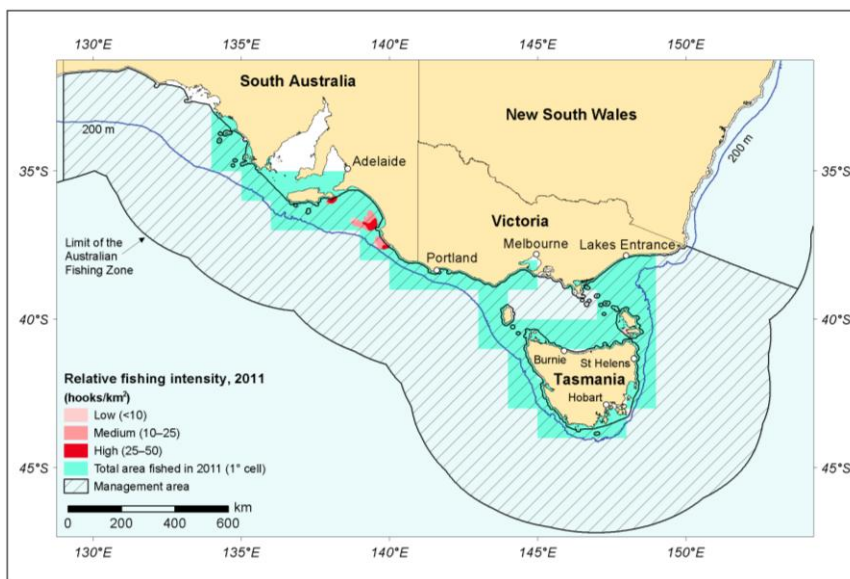 130°E 135°E 140°E 145°E 150°E
South Australia
New South Wales
200 m
200 m
35°S
35°S
Adelaide
Limit of the
Australian
Fishing Zone
Victoria
Melbourne
Lakes Entrance
Portland
40°S
40°S
Burnie
St Helens
Tasmania
Hobart
Relative fishing intensity, 2011
(hooks/km²)
Low (<10)
Medium (10–25)
High (25–50)
Total area fished in 2011 (1° cell)
Management area
45°S
45°S
km
0 200 400 600
130°E 135°E 140°E 145°E 150°E